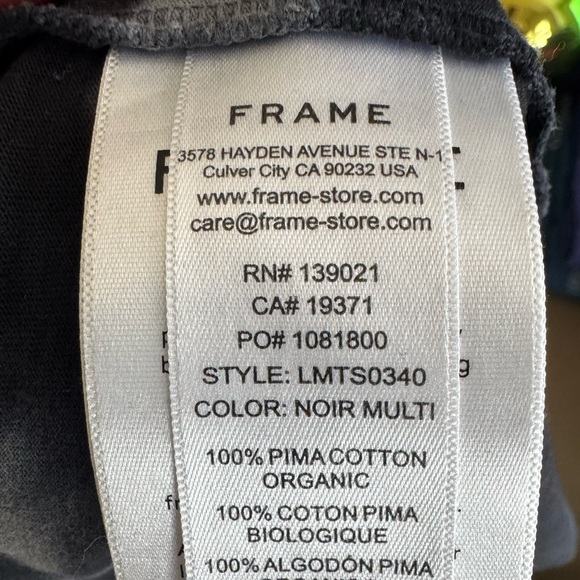 FRAME
3578 HAYDEN AVENUE STE N-1
Culver City CA 90232 USA
www.frame-store.com
care@frame-store.com
RN# 139021
CA# 19371
PO# 1081800
STYLE: LMTS0340
COLOR: NOIR MULTI
100% PIMA COTTON
ORGANIC
100% COTON PIMA
BIOLOGIQUE
100% ALGODÓN PIMA